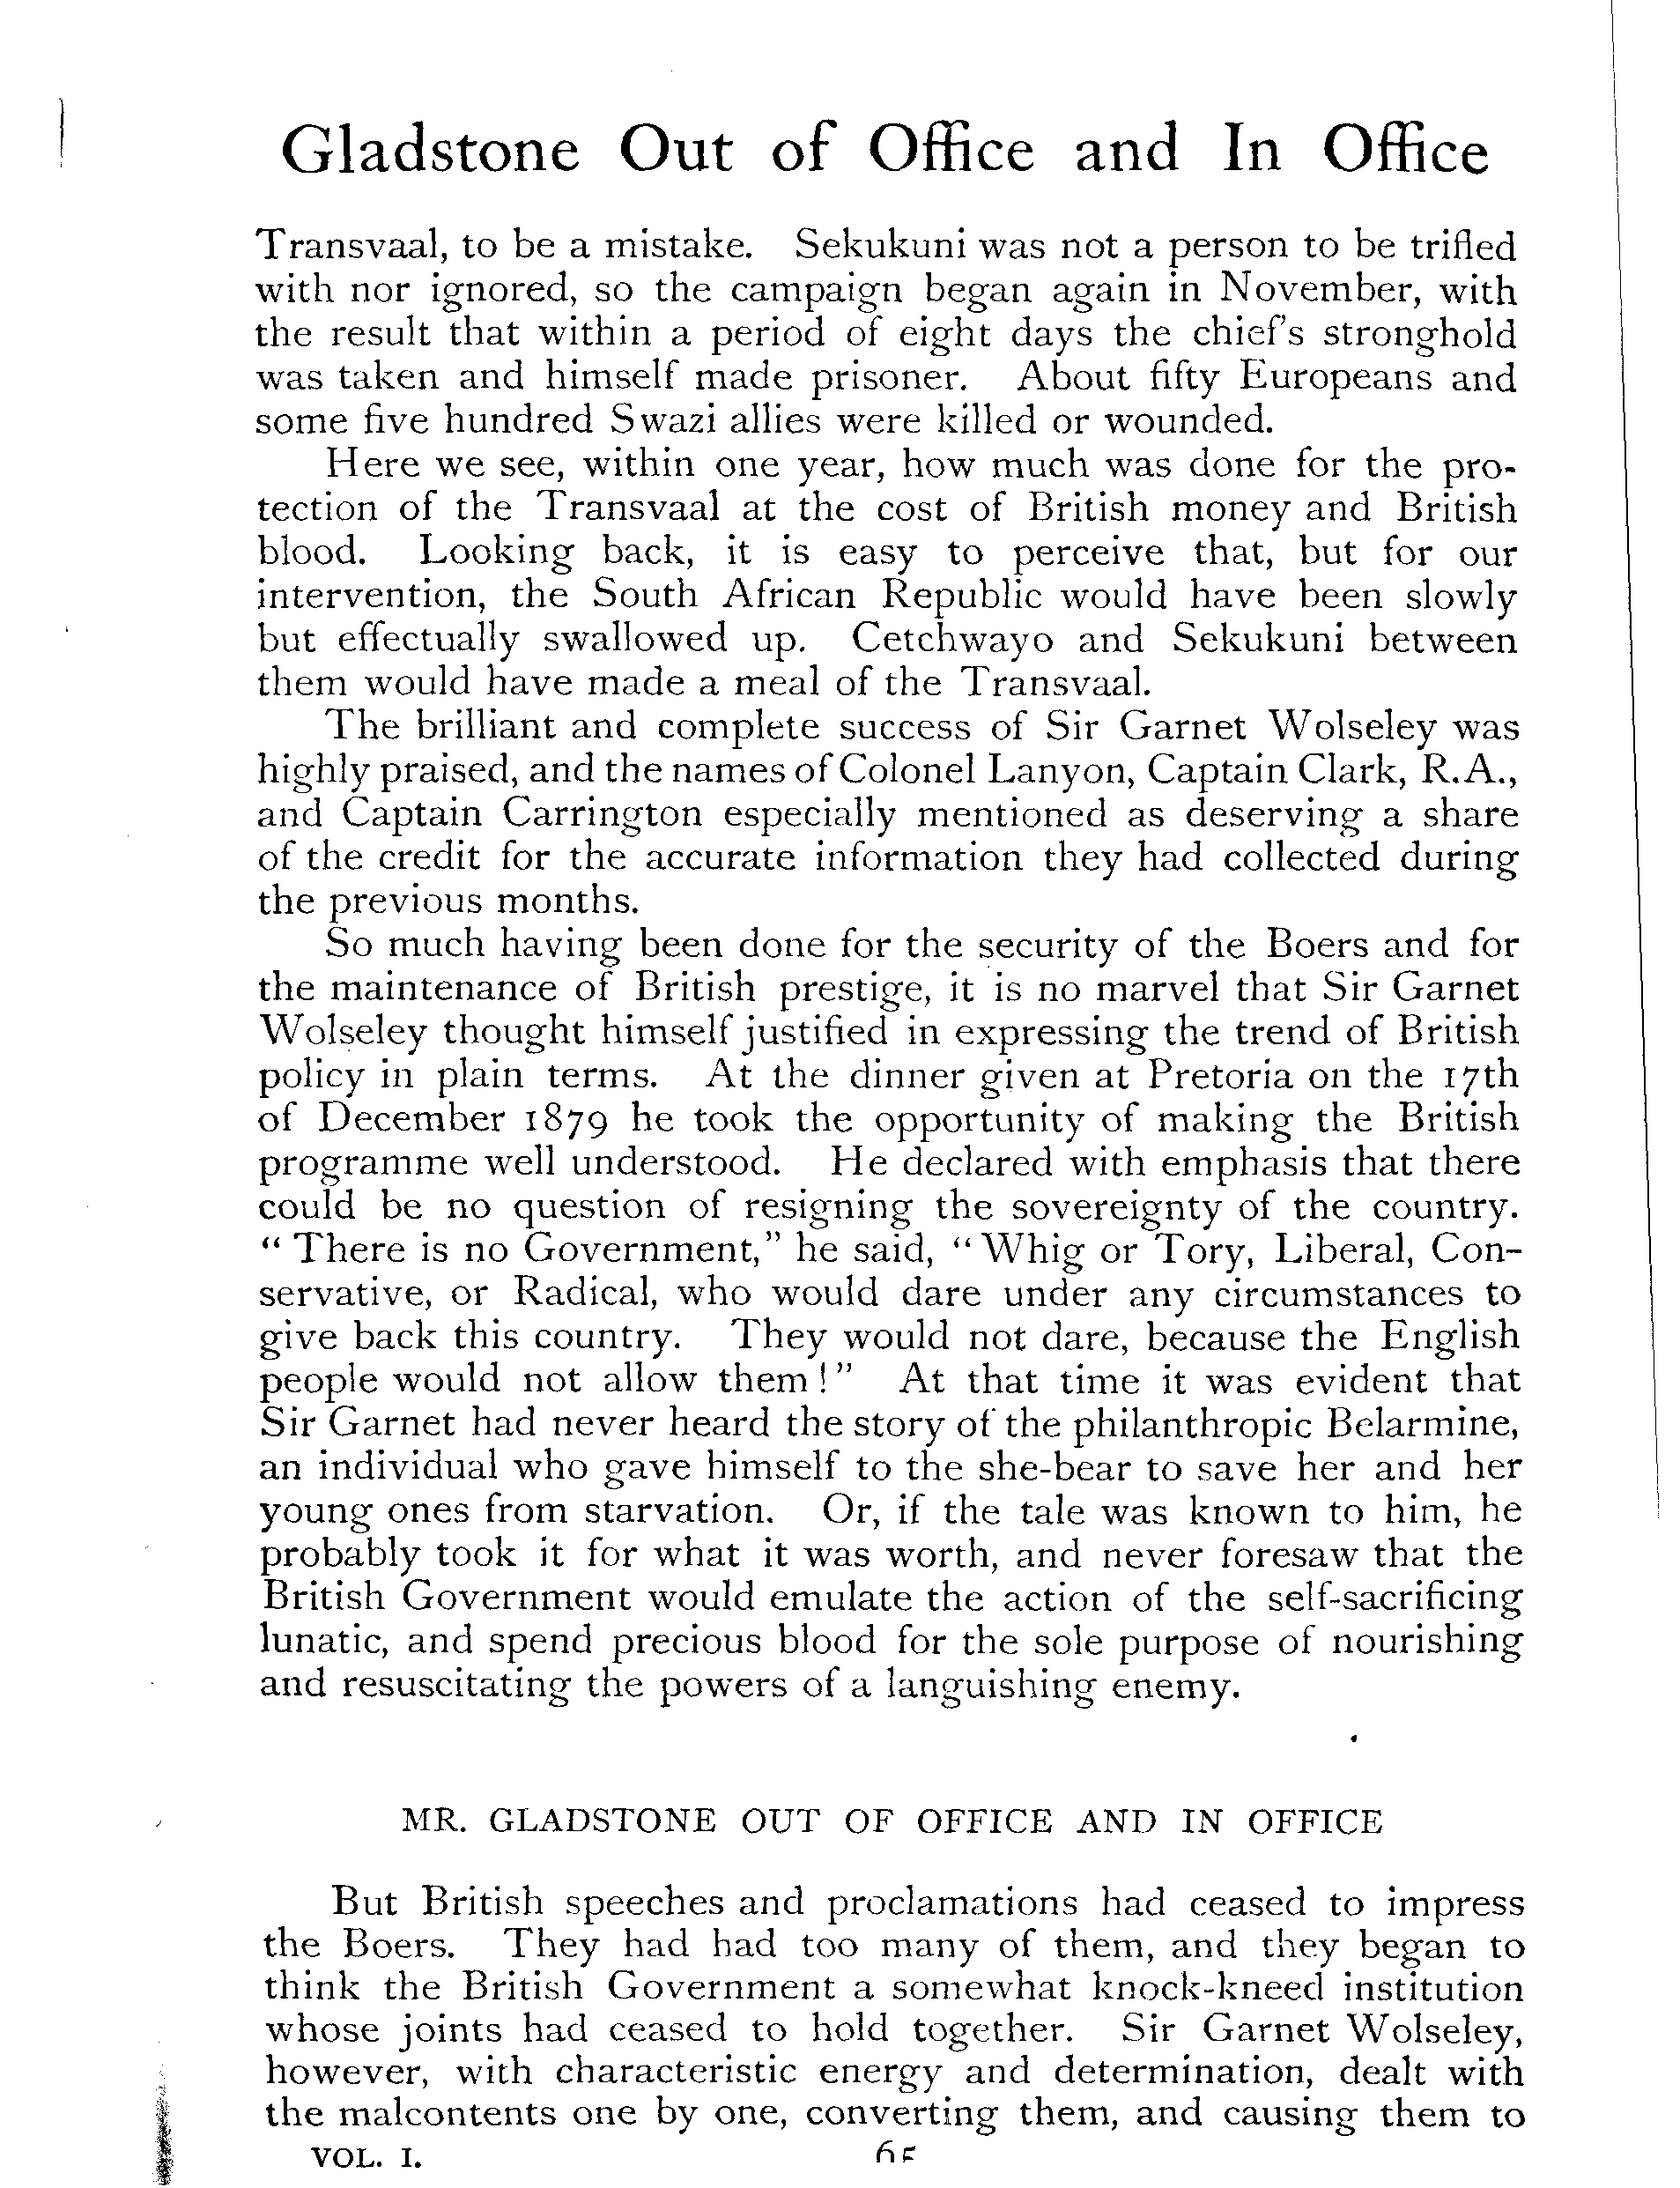 Gladstone Out of Office and In Office
Transvaal, to be a mistake. Sekukuni was not a person to be trifled
with nor ignored, so the campaign began again in November, with
the result that within a period of eight days the chief's stronghold
was taken and himself made prisoner. About fifty Europeans and
some five hundred Swazi allies were killed or wounded.
Here we see, within one year, how much was done for the pro-
tection of the Transvaal at the cost of British money and British
blood. Looking back, it is easy to perceive that, but for our
intervention, the South African Republic would have been slowly
but effectually swallowed up. Cetchwayo and Sekukuni between
them would have made a meal of the Transvaal.
The brilliant and complete success of Sir Garnet Wolseley was
highly praised, and the names of Colonel Lanyon, Captain Clark, R.A.,
and Captain Carrington especially mentioned as deserving a share
of the credit for the accurate information they had collected during
the previous months.
So much having been done for the security of the Boers and for
the maintenance of British prestige, it is no marvel that Sir Garnet
Wolseley thought himself justified in expressing the trend of British
policy in plain terms. At the dinner given at Pretoria on the 17th
of December 1879 he took the opportunity of making the British
programme well understood. He declared with emphasis that there
could be no question of resigning the sovereignty of the country.
“There is no Government,” he said, “Whig or Tory, Liberal, Con-
servative, or Radical, who would dare under any circumstances to
give back this country. They would not dare, because the English
people would not allow them!” At that time it was evident that
Sir Garnet had never heard the story of the philanthropic Belarmine,
an individual who gave himself to the she-bear to save her and her
young ones from starvation. Or, if the tale was known to him, he
probably took it for what it was worth, and never foresaw that the
British Government would emulate the action of the self-sacrificing
lunatic, and spend precious blood for the sole purpose of nourishing
and resuscitating the powers of a languishing enemy.
MR. GLADSTONE OUT OF OFFICE AND IN OFFICE
But British speeches and proclamations had ceased to impress
the Boers. They had had too many of them, and they began to
think the British Government a somewhat knock-kneed institution
whose joints had ceased to hold together. Sir Garnet Wolseley,
however, with characteristic energy and determination, dealt with
the malcontents one by one, converting them, and causing them to
VOL. I.